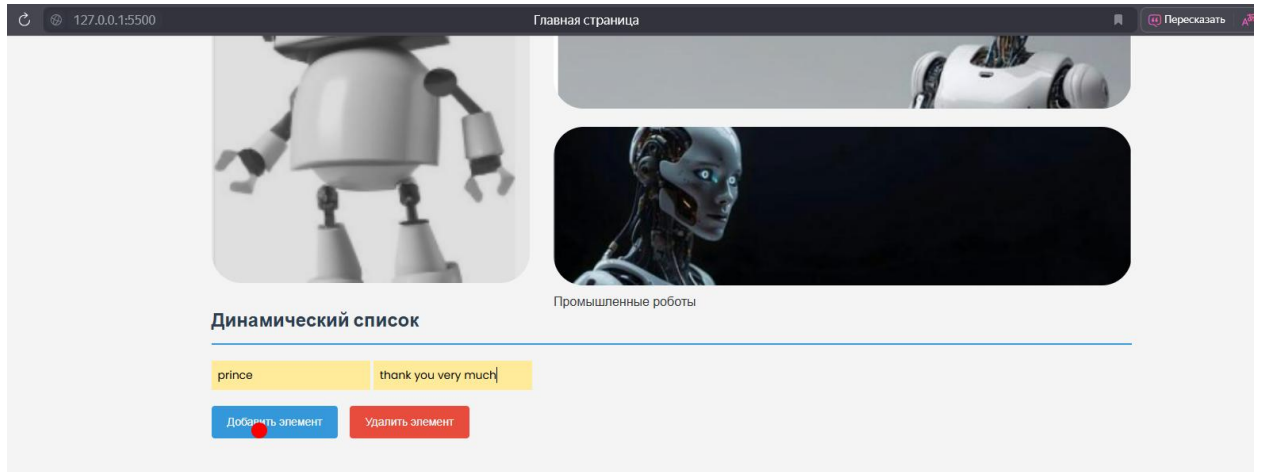 127.0.0.1:5500 Главная страница Пересказать
Промышленные роботы
Динамический список
prince thank you very much
Добавить элемент Удалить элемент